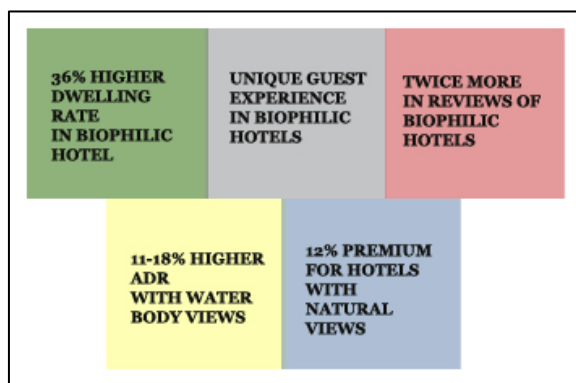 36% HIGHER
DWELLING
RATE
IN BIOPHILIC
HOTEL
UNIQUE GUEST
EXPERIENCE
IN BIOPHILIC
HOTELS
TWICE MORE
IN REVIEWS OF
BIOPHILIC
HOTELS
11-18% HIGHER
ADR
WITH WATER
BODY VIEWS
12% PREMIUM
FOR HOTELS
WITH
NATURAL
VIEWS